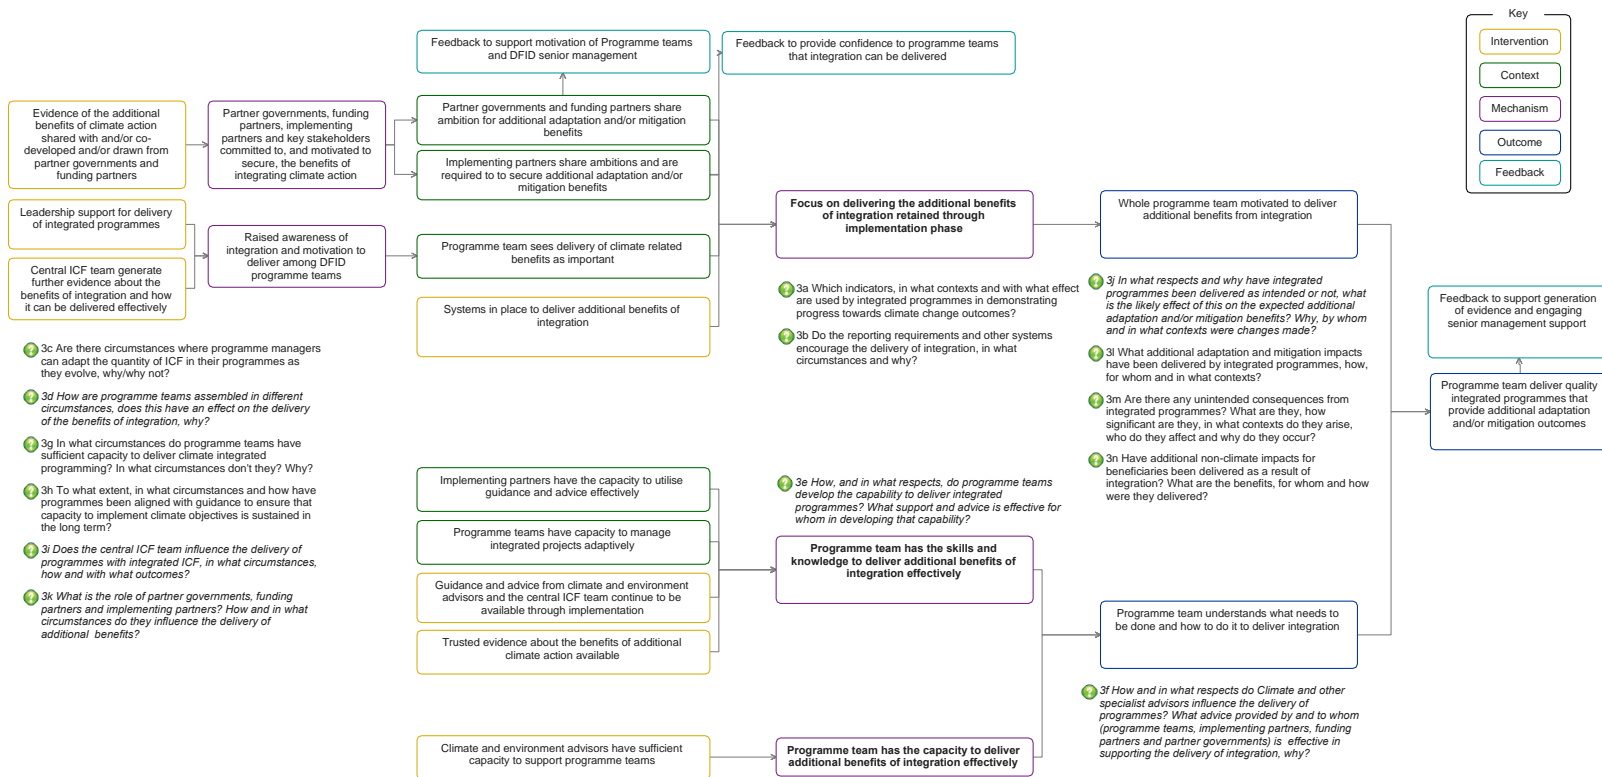 Key
Intervention
Context
Mechanism
Outcome
Feedback
Feedback to support motivation of Programme teams
and DFID senior management
Feedback to provide confidence to programme teams
that integration can be delivered
Evidence of the additional
benefits of climate action
shared with and/or co-
developed and/or drawn from
partner governments and
funding partners
Partner governments, funding
partners, implementing
partners and key stakeholders
committed to, and motivated to
secure, the benefits of
integrating climate action
Partner governments and funding partners share
ambition for additional adaptation and/or mitigation
benefits
Implementing partners share ambitions and are
required to to secure additional adaptation and/or
mitigation benefits
Leadership support for delivery
of integrated programmes
Central ICF team generate
further evidence about the
benefits of integration and how
it can be delivered effectively
Raised awareness of
integration and motivation to
deliver among DFID
programme teams
Programme team sees delivery of climate related
benefits as important
Systems in place to deliver additional benefits of
integration
Focus on delivering the additional benefits
of integration retained through
implementation phase
Whole programme team motivated to deliver
additional benefits from integration
3a Which indicators, in what contexts and with what effect
are used by integrated programmes in demonstrating
progress towards climate change outcomes?
3b Do the reporting requirements and other systems
encourage the delivery of integration, in what
circumstances and why?
3j In what respects and why have integrated
programmes been delivered as intended or not, what
is the likely effect of this on the expected additional
adaptation and/or mitigation benefits? Why, by whom
and in what contexts were changes made?
3l What additional adaptation and mitigation impacts
have been delivered by integrated programmes, how,
for whom and in what contexts?
3m Are there any unintended consequences from
integrated programmes? What are they, how
significant are they, in what contexts do they arise,
who do they affect and why do they occur?
3n Have additional non-climate impacts for
beneficiaries been delivered as a result of
integration? What are the benefits, for whom and how
were they delivered?
Feedback to support generation
of evidence and engaging
senior management support
Programme team deliver quality
integrated programmes that
provide additional adaptation
and/or mitigation outcomes
3c Are there circumstances where programme managers
can adapt the quantity of ICF in their programmes as
they evolve, why/why not?
3d How are programmes assembled in different
circumstances, does this have an effect on the delivery
of the benefits of integration, why?
3g In what circumstances do programme teams have
sufficient capacity to deliver climate integrated
programming? In what circumstances don't they? Why?
3h To what extent, in what circumstances and how have
programmes been aligned with guidance to ensure that
capacity to implement climate objectives is sustained in
the long term?
3i Does the central ICF team influence the delivery of
programmes with integrated ICF, in what circumstances,
how and with what outcomes?
3k What is the role of partner governments, funding
partners and implementing partners? How and in what
circumstances do they influence the delivery of
additional benefits?
Implementing partners have the capacity to utilise
guidance and advice effectively
Programme teams have capacity to manage
integrated projects adaptively
Guidance and advice from climate and environment
advisors and the central ICF team continue to be
available through implementation
Trusted evidence about the benefits of additional
climate action available
3e How, and in what respects, do programme teams
develop the capability to deliver integrated
programmes? What support and advice is effective for
whom in developing that capability?
Programme team has the skills and
knowledge to deliver additional benefits of
integration effectively
Programme team understands what needs to
be done and how to do it to deliver integration
3f How and in what respects do Climate and other
specialist advisors influence the delivery of
programmes? What advice provided by and to whom
(programme teams, implementing partners, funding
partners and partner governments) is effective in
supporting the delivery of integration, why?
Climate and environment advisors have sufficient
capacity to support programme teams
Programme team has the capacity to deliver
additional benefits of integration effectively